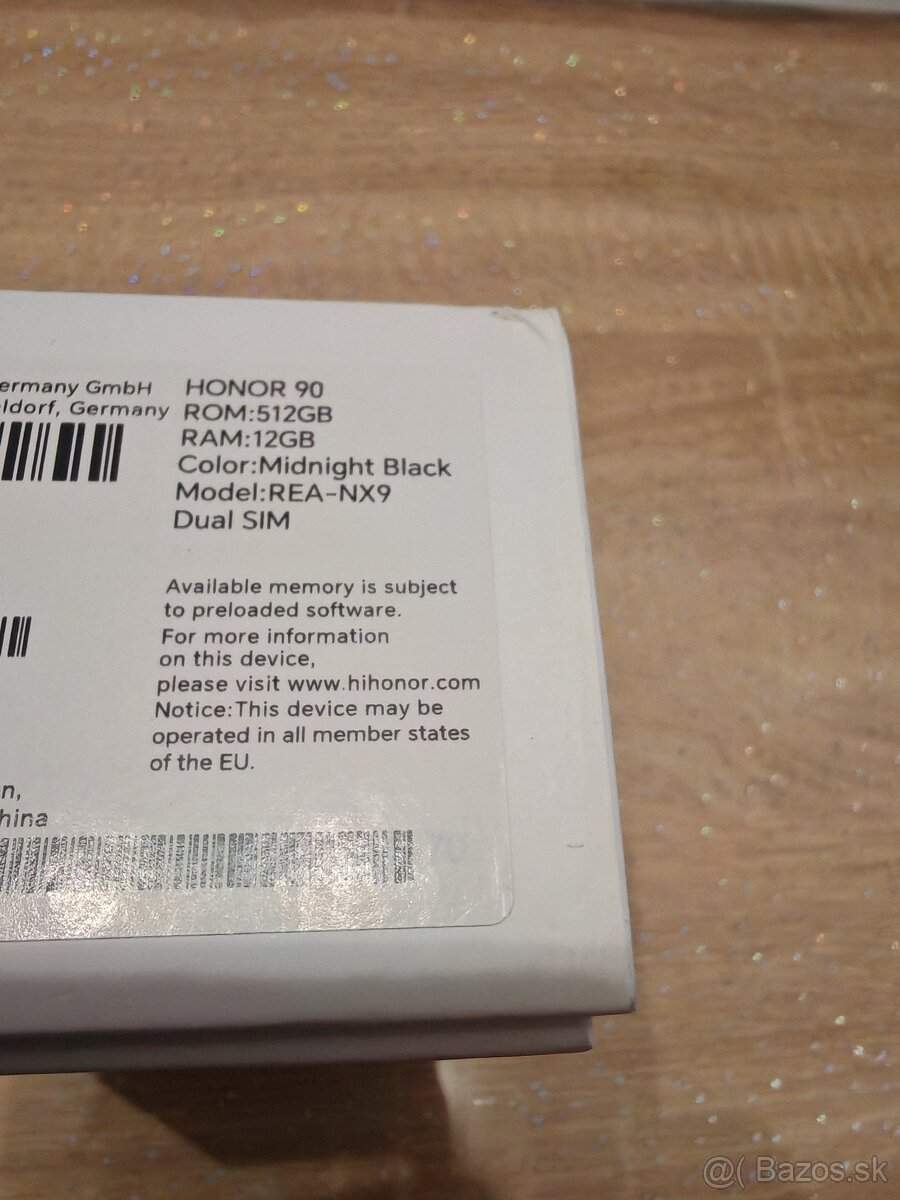 ermany GmbH
ldorf, Germany
HONOR 90
ROM:512GB
RAM:12GB
Color:Midnight Black
Model:REA-NX9
Dual SIM
Available memory is subject
to preloaded software.
For more information
on this device,
please visit www.hihonor.com
Notice:This device may be
operated in all member states
of the EU.
n,
hina
@( Bazos.sk